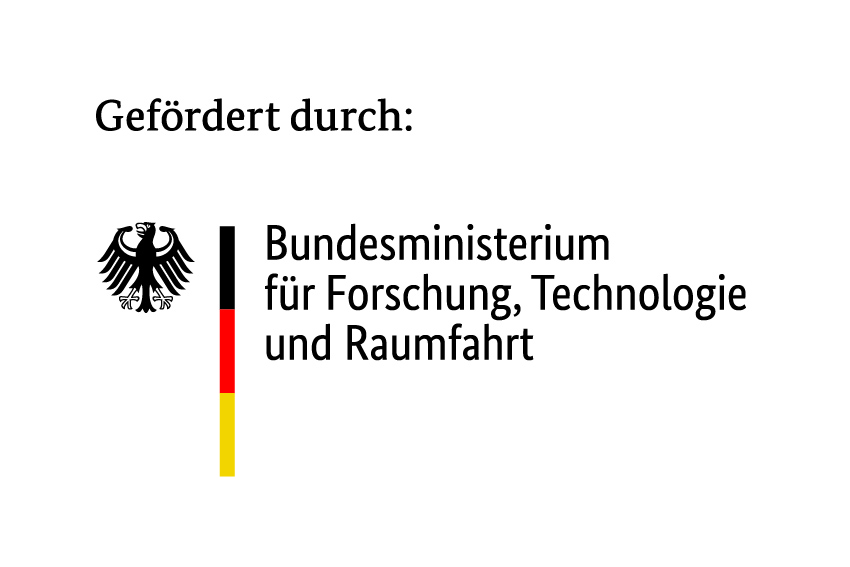 Gefördert durch:
Bundesministerium
für Forschung, Technologie
und Raumfahrt